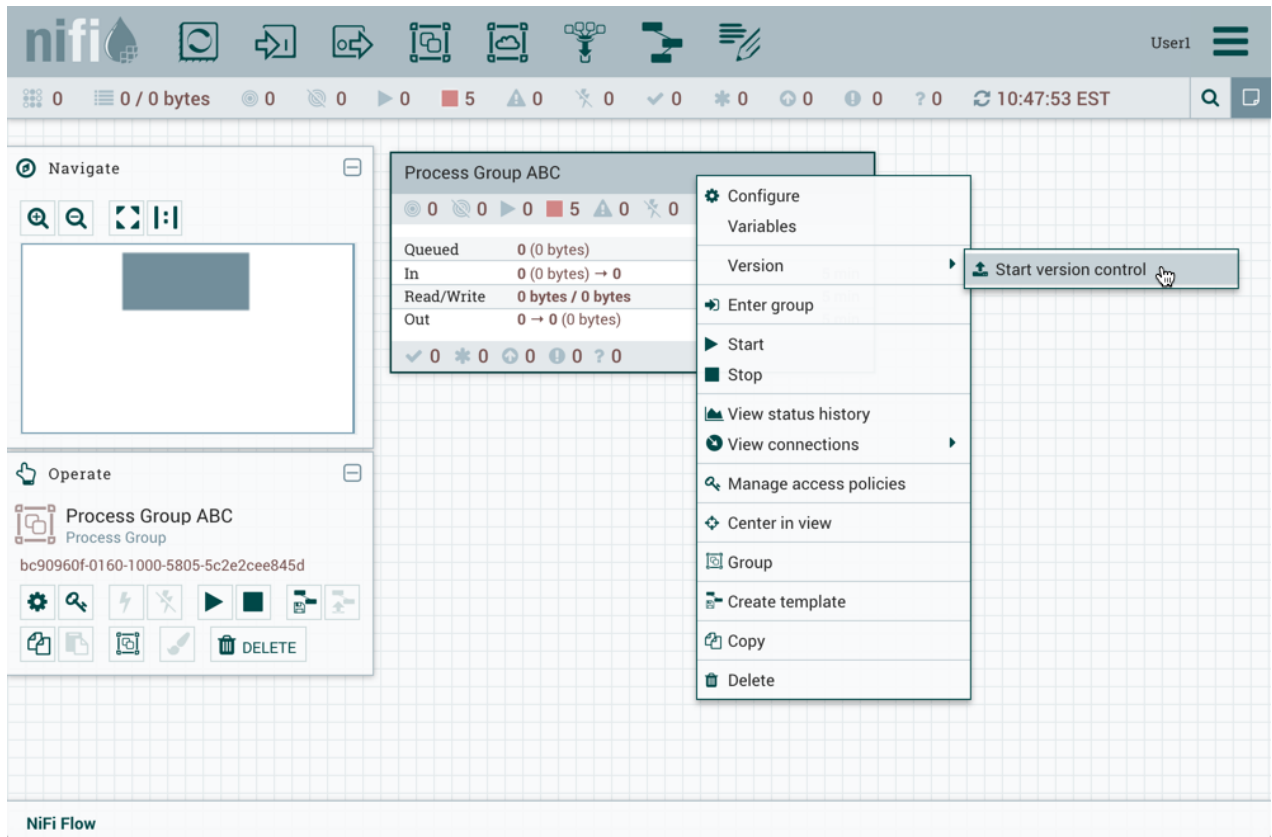 nifi
User1
0 0 / 0 bytes 0 0 0 5 0 0 0 0 0 0 ? 0 10:47:53 EST
Navigate
Operate
Process Group ABC
Process Group
bc90960f-0160-1000-5805-5c2e2cee845d
DELETE
Process Group ABC
0 0 0 5 0 0
Queued 0 (0 bytes)
In 0 (0 bytes) → 0
Read/Write 0 bytes / 0 bytes
Out 0 → 0 (0 bytes)
0 0 0 0 ? 0
Configure
Variables
Version
Enter group
Start
Stop
View status history
View connections
Manage access policies
Center in view
Group
Create template
Copy
Delete
Start version control
NiFi Flow